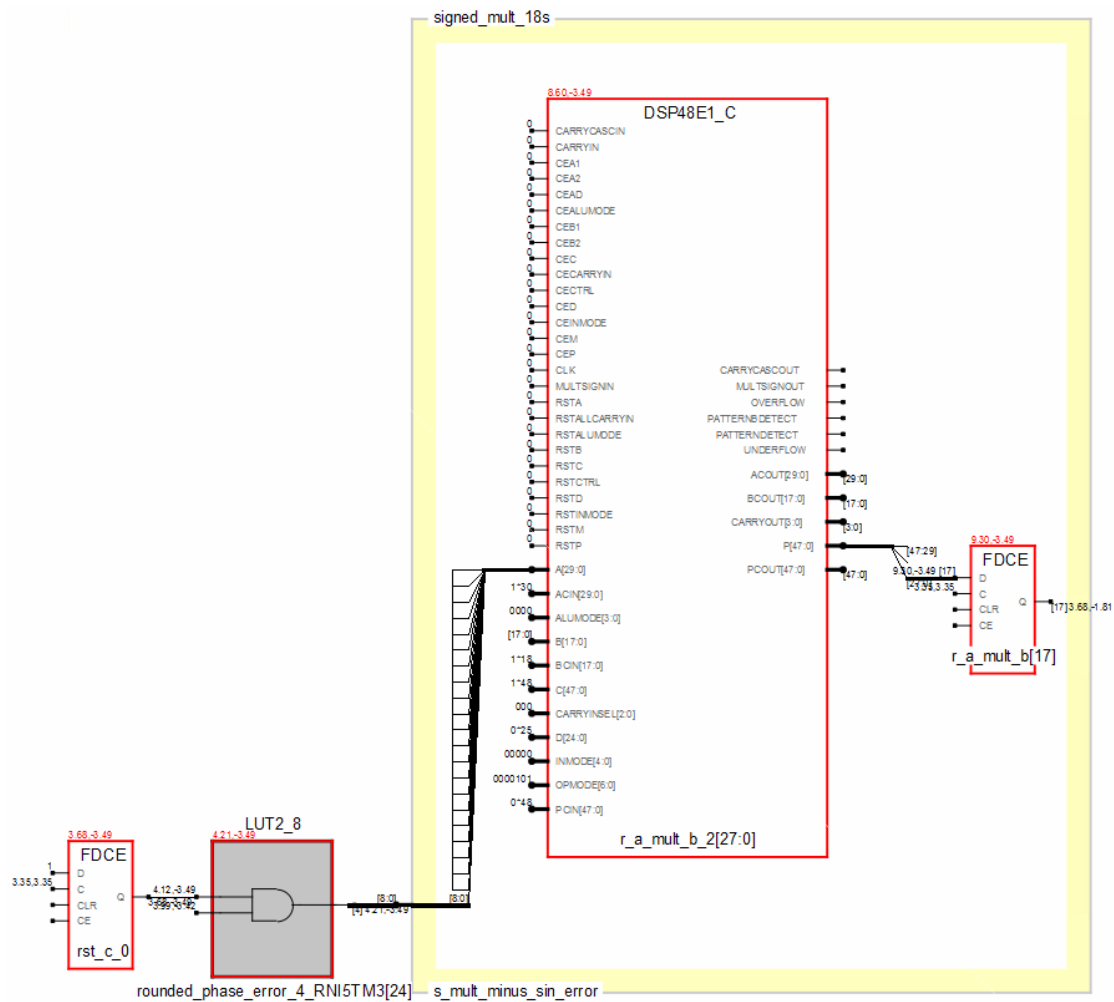 signed_mult_18s
8.60,-3.49
DSP48E1_C
0 CARRYCASCIN
0 CARRYIN
0 CEA1
0 CEA2
0 CEAD
0 CEALUMODE
0 CEB1
0 CEB2
0 CEC
0 CECARRYIN
0 CECTRL
0 CED
0 CEINMODE
0 CEM
0 CEP
0 CLK CARRYCASCOUT
0 MULTSIGNIN MULTSIGNOUT
0 RSTA OVERFLOW
0 RSTALLCARRYIN PATTERNBDETECT
0 RSTALUMODE PATTERNDETECT
0 RSTB UNDERFLOW
0 RSTC
ACOUT[29:0] [29:0]
0 RSTCTRL
0 RSTD BCOUT[17:0] [17:0]
0 RSTINMODE
CARRYOUT[3:0] [3:0]
0 RSTM
0 RSTP P[47:0] [47:29]
A[29:0] PCOUT[47:0] [47:0]
1*30 ACIN[29:0]
0000 ALUMODE[3:0]
[17:0] B[17:0]
1*18 BCIN[17:0]
1*48 C[47:0]
000 CARRYINSEL[2:0]
0*25 D[24:0]
00000 INMODE[4:0]
0000101 OPMODE[6:0]
0*48 PCIN[47:0]
r_a_mult_b_2[27:0]
9.30,-3.49
FDCE
9.30,-3.49 [17] D
C
CLR
CE
Q [17] 3.68,-1.81
r_a_mult_b[17]
3.68,-3.49
FDCE
1 D
3.35,3.35 C
CLR
CE
Q
rst_c_0
4.12,-3.49
LUT2_8
4.21,-3.49
[8:0]
[4] 4.21,-3.49
[8:0]
rounded_phase_error_4_RNI5TM3[24]
s_mult_minus_sin_error